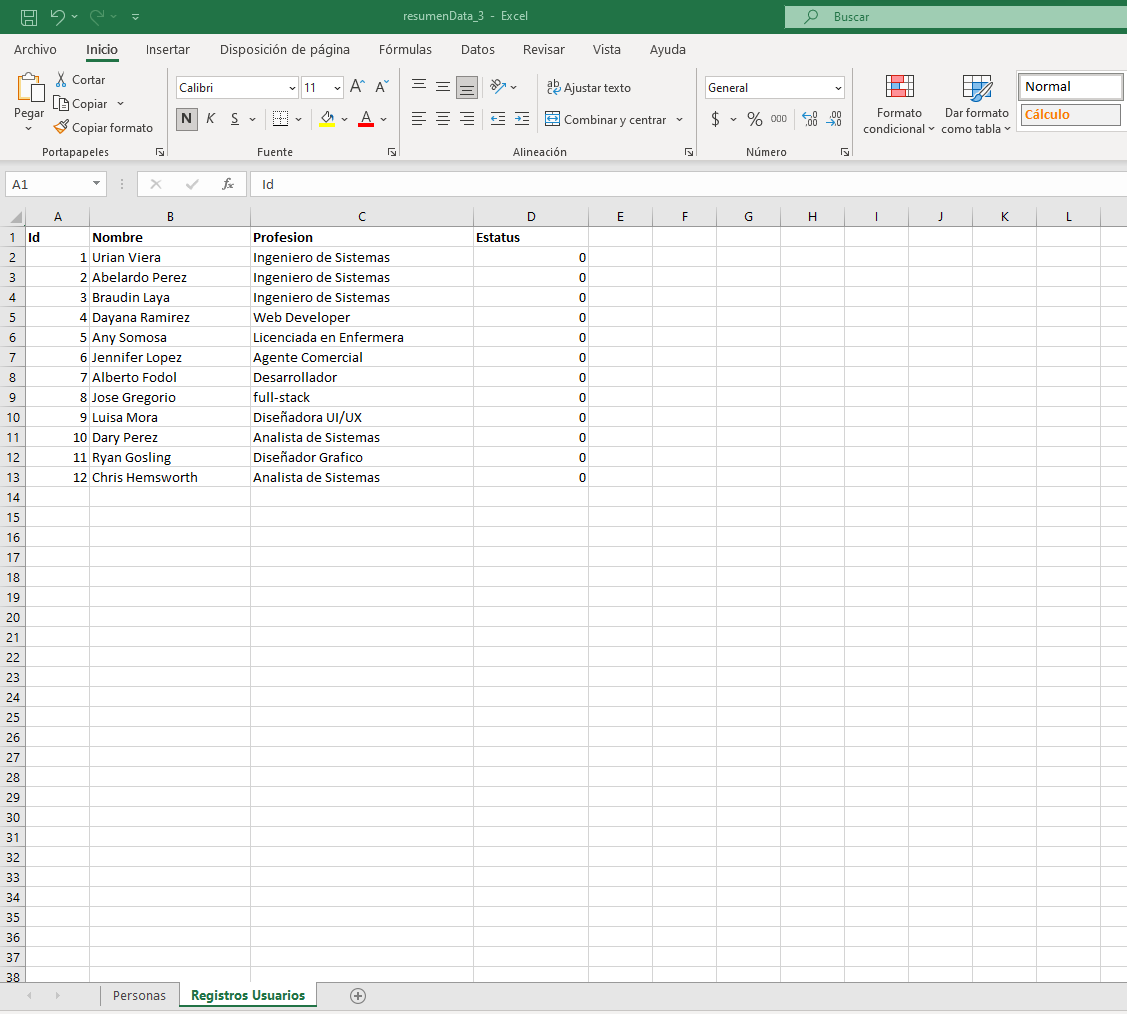 resumenData_3 - Excel
Buscar
Archivo Inicio Insertar Disposición de página Fórmulas Datos Revisar Vista Ayuda
Pegar
Cortar
Copiar
Copiar formato
Portapapeles
Calibri 11
N K S
A A
A
Fuente
ab
Ajustar texto
Combinar y centrar
Alineación
General
$ % 000
Número
Formato condicional
Dar formato como tabla
Normal
Cálculo
A1 fx Id
A B C D E F G H I J K L
1 Id Nombre Profesion Estatus
2 1 Urian Viera Ingeniero de Sistemas 0
3 2 Abelardo Perez Ingeniero de Sistemas 0
4 3 Braudin Laya Ingeniero de Sistemas 0
5 4 Dayana Ramirez Web Developer 0
6 5 Any Somosa Licenciada en Enfermera 0
7 6 Jennifer Lopez Agente Comercial 0
8 7 Alberto Fodol Desarrollador 0
9 8 Jose Gregorio full-stack 0
10 9 Luisa Mora Diseñadora UI/UX 0
11 10 Dary Perez Analista de Sistemas 0
12 11 Ryan Gosling Diseñador Grafico 0
13 12 Chris Hemsworth Analista de Sistemas 0
14
15
16
17
18
19
20
21
22
23
24
25
26
27
28
29
30
31
32
33
34
35
36
37
38
Personas Registros Usuarios